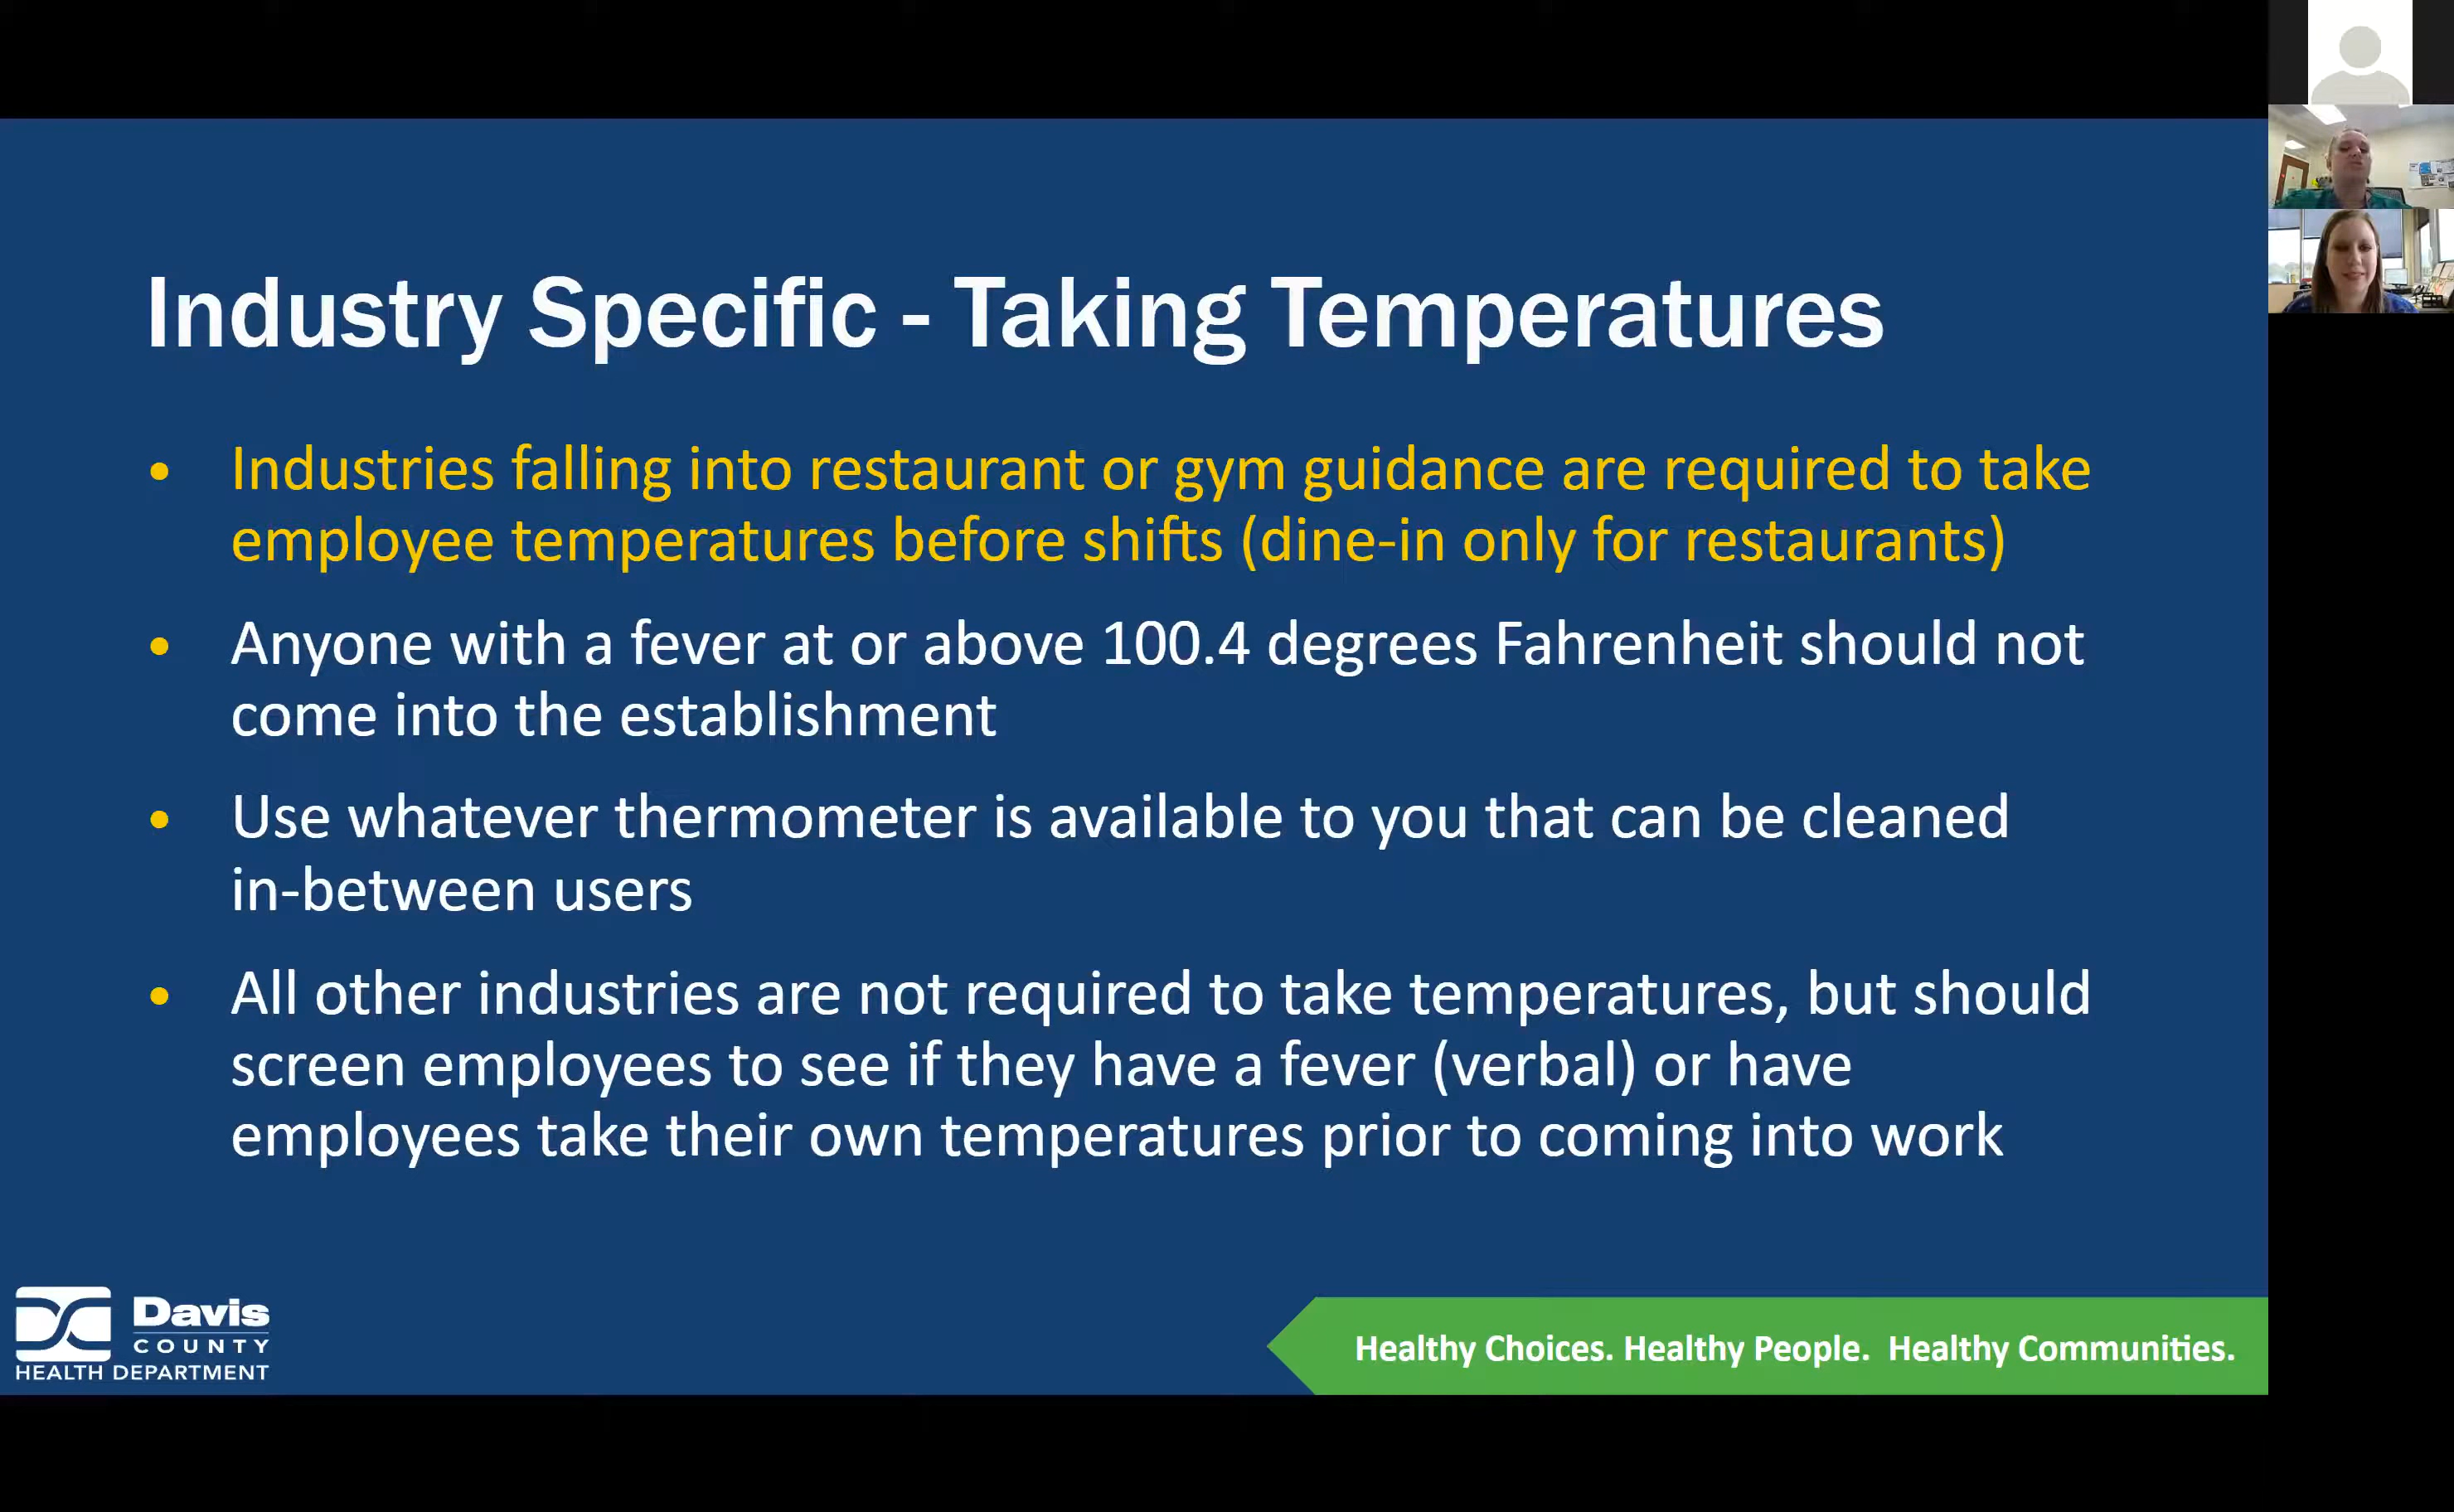 Industry Specific - Taking Temperatures
• Industries falling into restaurant or gym guidance are required to take
employee temperatures before shifts (dine-in only for restaurants)
• Anyone with a fever at or above 100.4 degrees Fahrenheit should not
come into the establishment
• Use whatever thermometer is available to you that can be cleaned
in-between users
• All other industries are not required to take temperatures, but should
screen employees to see if they have a fever (verbal) or have
employees take their own temperatures prior to coming into work
Davis
COUNTY
HEALTH DEPARTMENT
Healthy Choices. Healthy People.  Healthy Communities.